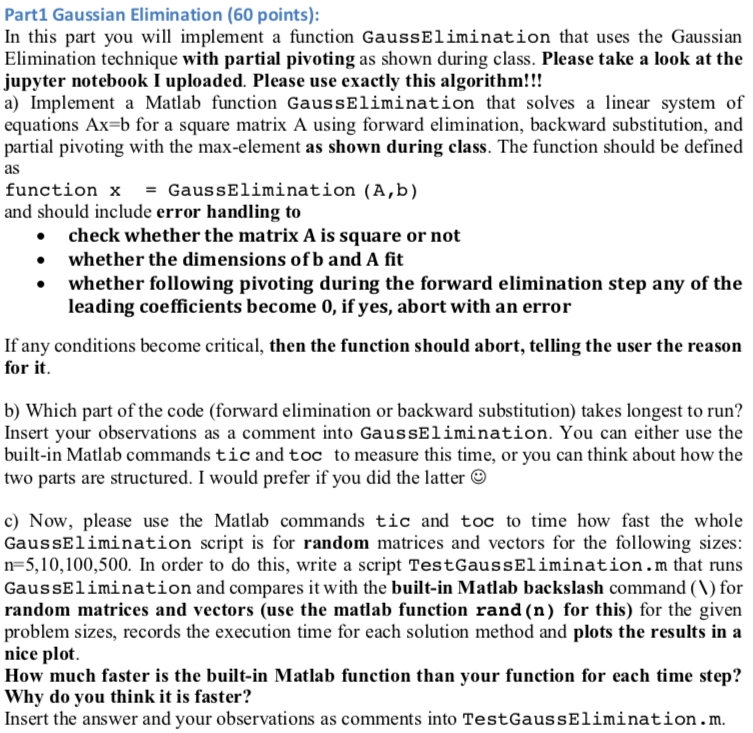 Part1 Gaussian Elimination (60 points):
In this part you will implement a function GaussElimination that uses the Gaussian
Elimination technique with partial pivoting as shown during class. Please take a look at the
jupyter notebook I uploaded. Please use exactly this algorithm!!!
a) Implement a Matlab function GaussElimination that solves a linear system of
equations Ax=b for a square matrix A using forward elimination, backward substitution, and
partial pivoting with the max-element as shown during class. The function should be defined
as
function x = GaussElimination (A,b)
and should include error handling to
• check whether the matrix A is square or not
• whether the dimensions of b and A fit
• whether following pivoting during the forward elimination step any of the
leading coefficients become 0, if yes, abort with an error
If any conditions become critical, then the function should abort, telling the user the reason
for it.
b) Which part of the code (forward elimination or backward substitution) takes longest to run?
Insert your observations as a comment into GaussElimination. You can either use the
built-in Matlab commands tic and toc to measure this time, or you can think about how the
two parts are structured. I would prefer if you did the latter ☺
c) Now, please use the Matlab commands tic and toc to time how fast the whole
GaussElimination script is for random matrices and vectors for the following sizes:
n=5,10,100,500. In order to do this, write a script TestGaussElimination.m that runs
GaussElimination and compares it with the built-in Matlab backslash command (\) for
random matrices and vectors (use the matlab function rand(n) for this) for the given
problem sizes, records the execution time for each solution method and plots the results in a
nice plot.
How much faster is the built-in Matlab function than your function for each time step?
Why do you think it is faster?
Insert the answer and your observations as comments into TestGaussElimination.m.